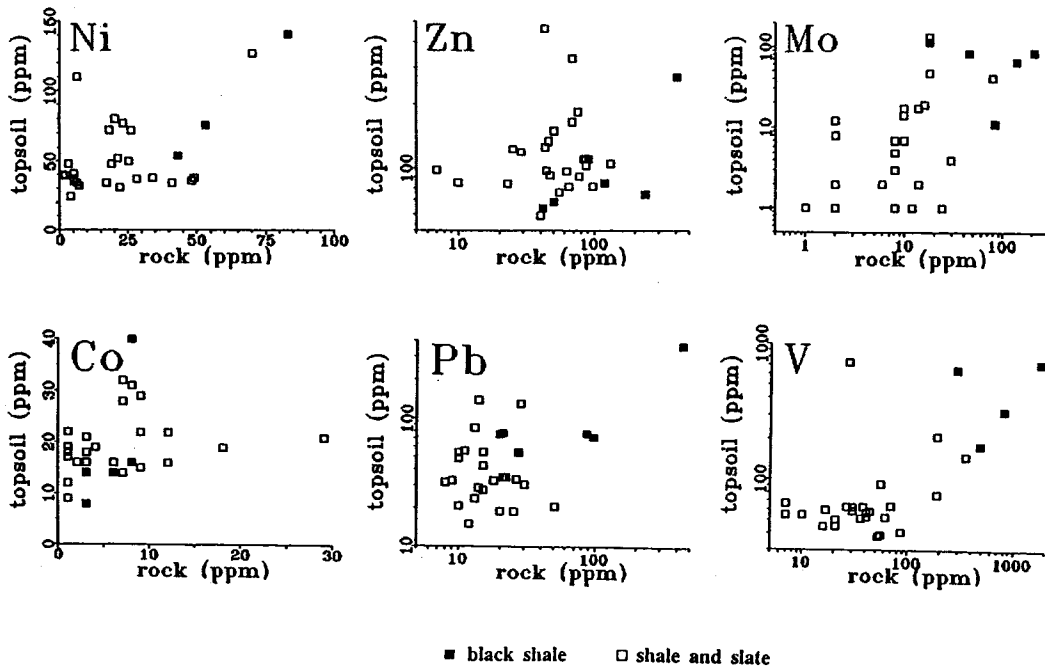 Ni
topsoil (ppm)
0 50 100 150
0 25 50 75 100
rock (ppm)
Zn
topsoil (ppm)
100
10 100
rock (ppm)
Mo
topsoil (ppm)
1 10 100
1 10 100
rock (ppm)
Co
topsoil (ppm)
0 10 20 30 40
0 10 20 30
rock (ppm)
Pb
topsoil (ppm)
10 100
10 100
rock (ppm)
V
topsoil (ppm)
100 1000
10 100 1000
rock (ppm)
■ black shale □ shale and slate